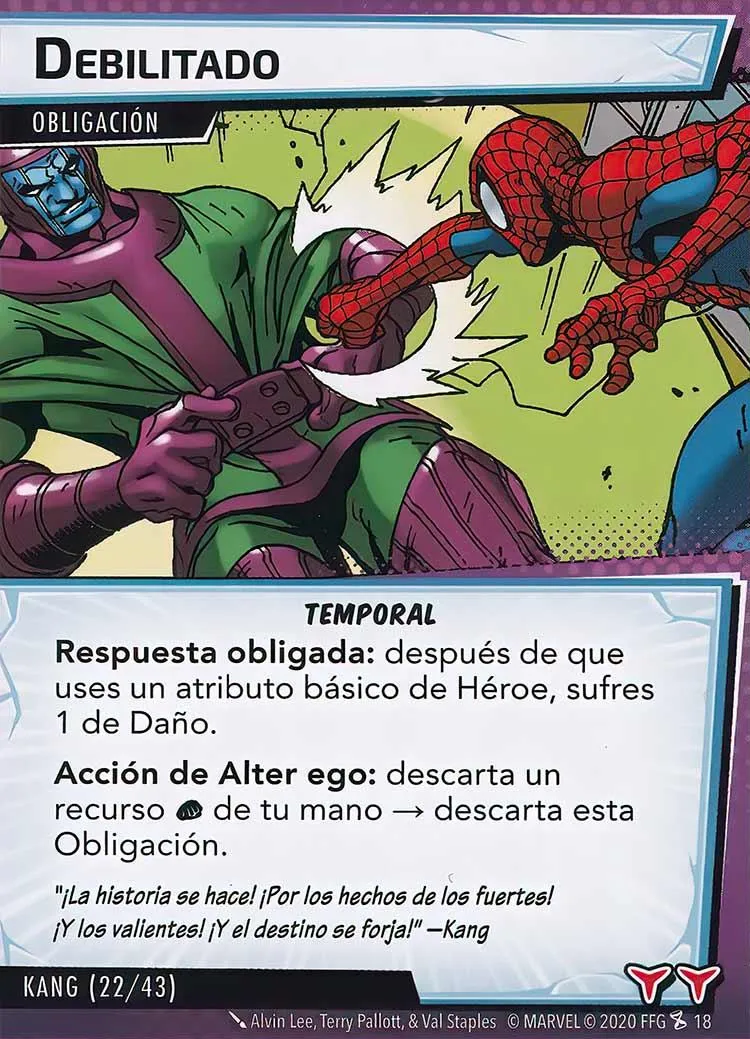 DEBILITADO
OBLIGACIÓN
TEMPORAL
Respuesta obligada: después de que
uses un atributo básico de Héroe, sufres
1 de Daño.
Acción de Alter ego: descarta un
recurso de tu mano → descarta esta
Obligación.
"¡La historia se hace! ¡Por los hechos de los fuertes!
¡Y los valientes! ¡Y el destino se forja!" –Kang
KANG (22/43)
Alvin Lee, Terry Pallott, & Val Staples © MARVEL © 2020 FFG 18